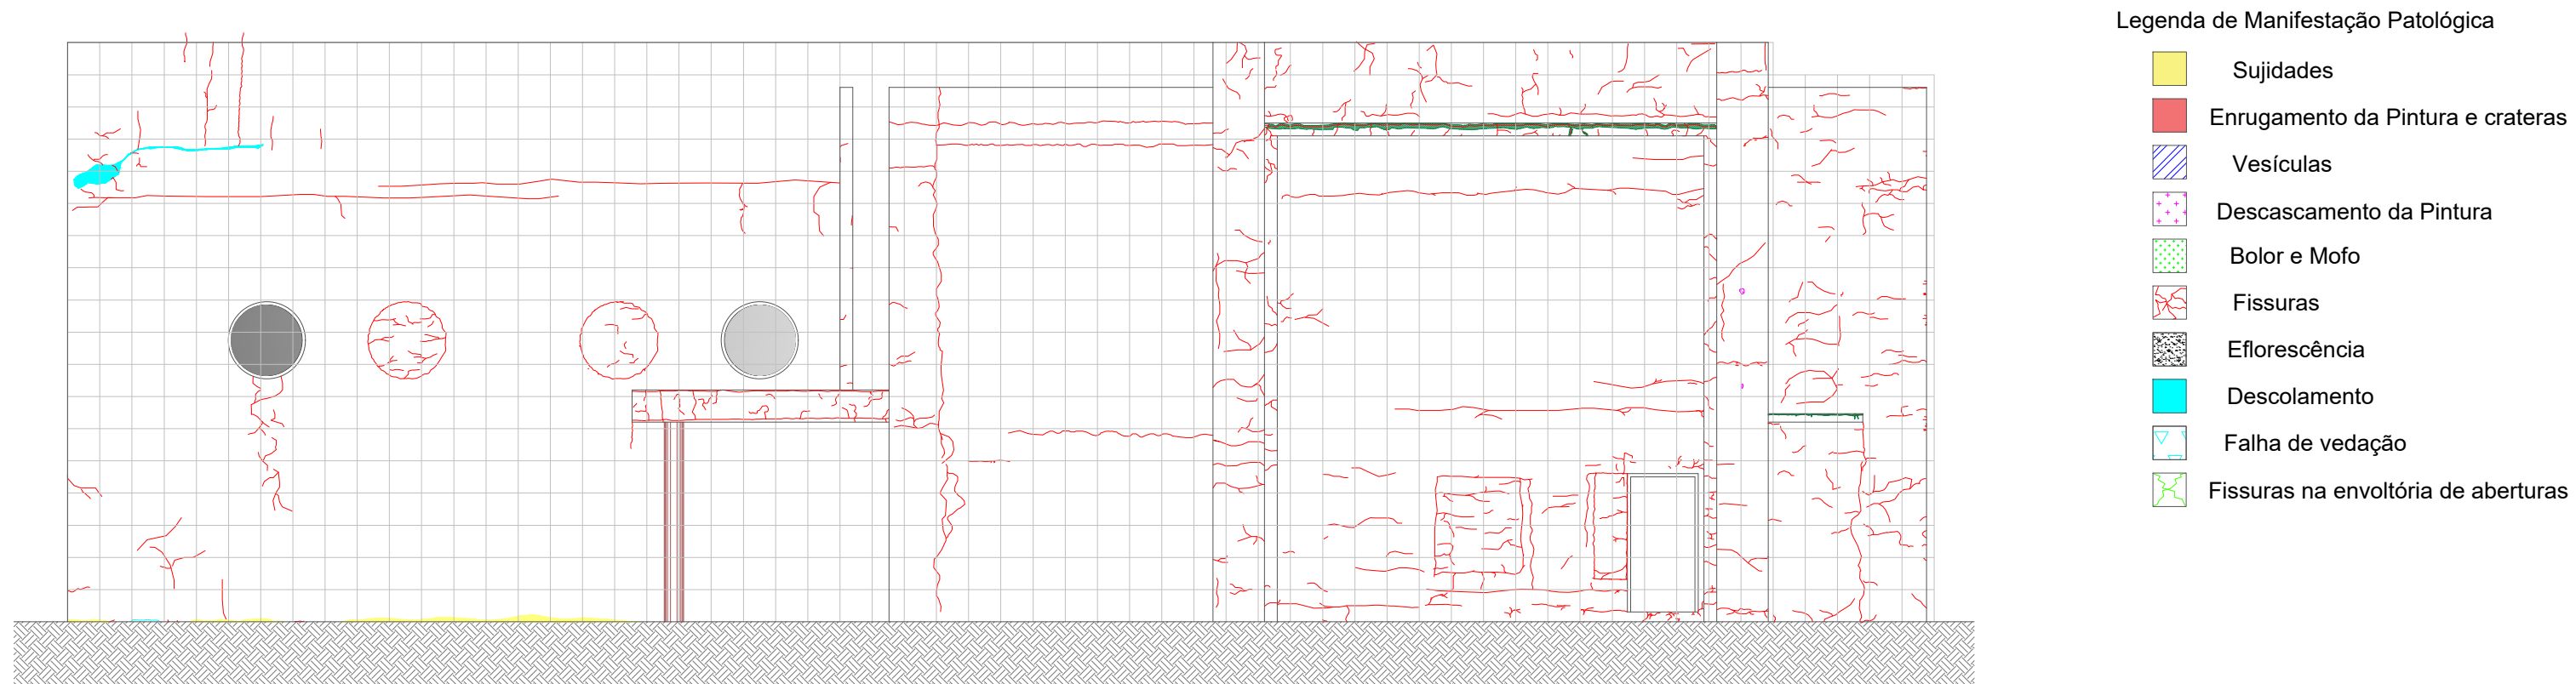 Legenda de Manifestação Patológica
Sujidades
Enrugamento da Pintura e crateras
Vesículas
Descascamento da Pintura
Bolor e Mofo
Fissuras
Eflorescência
Descolamento
Falha de vedação
Fissuras na envoltória de aberturas